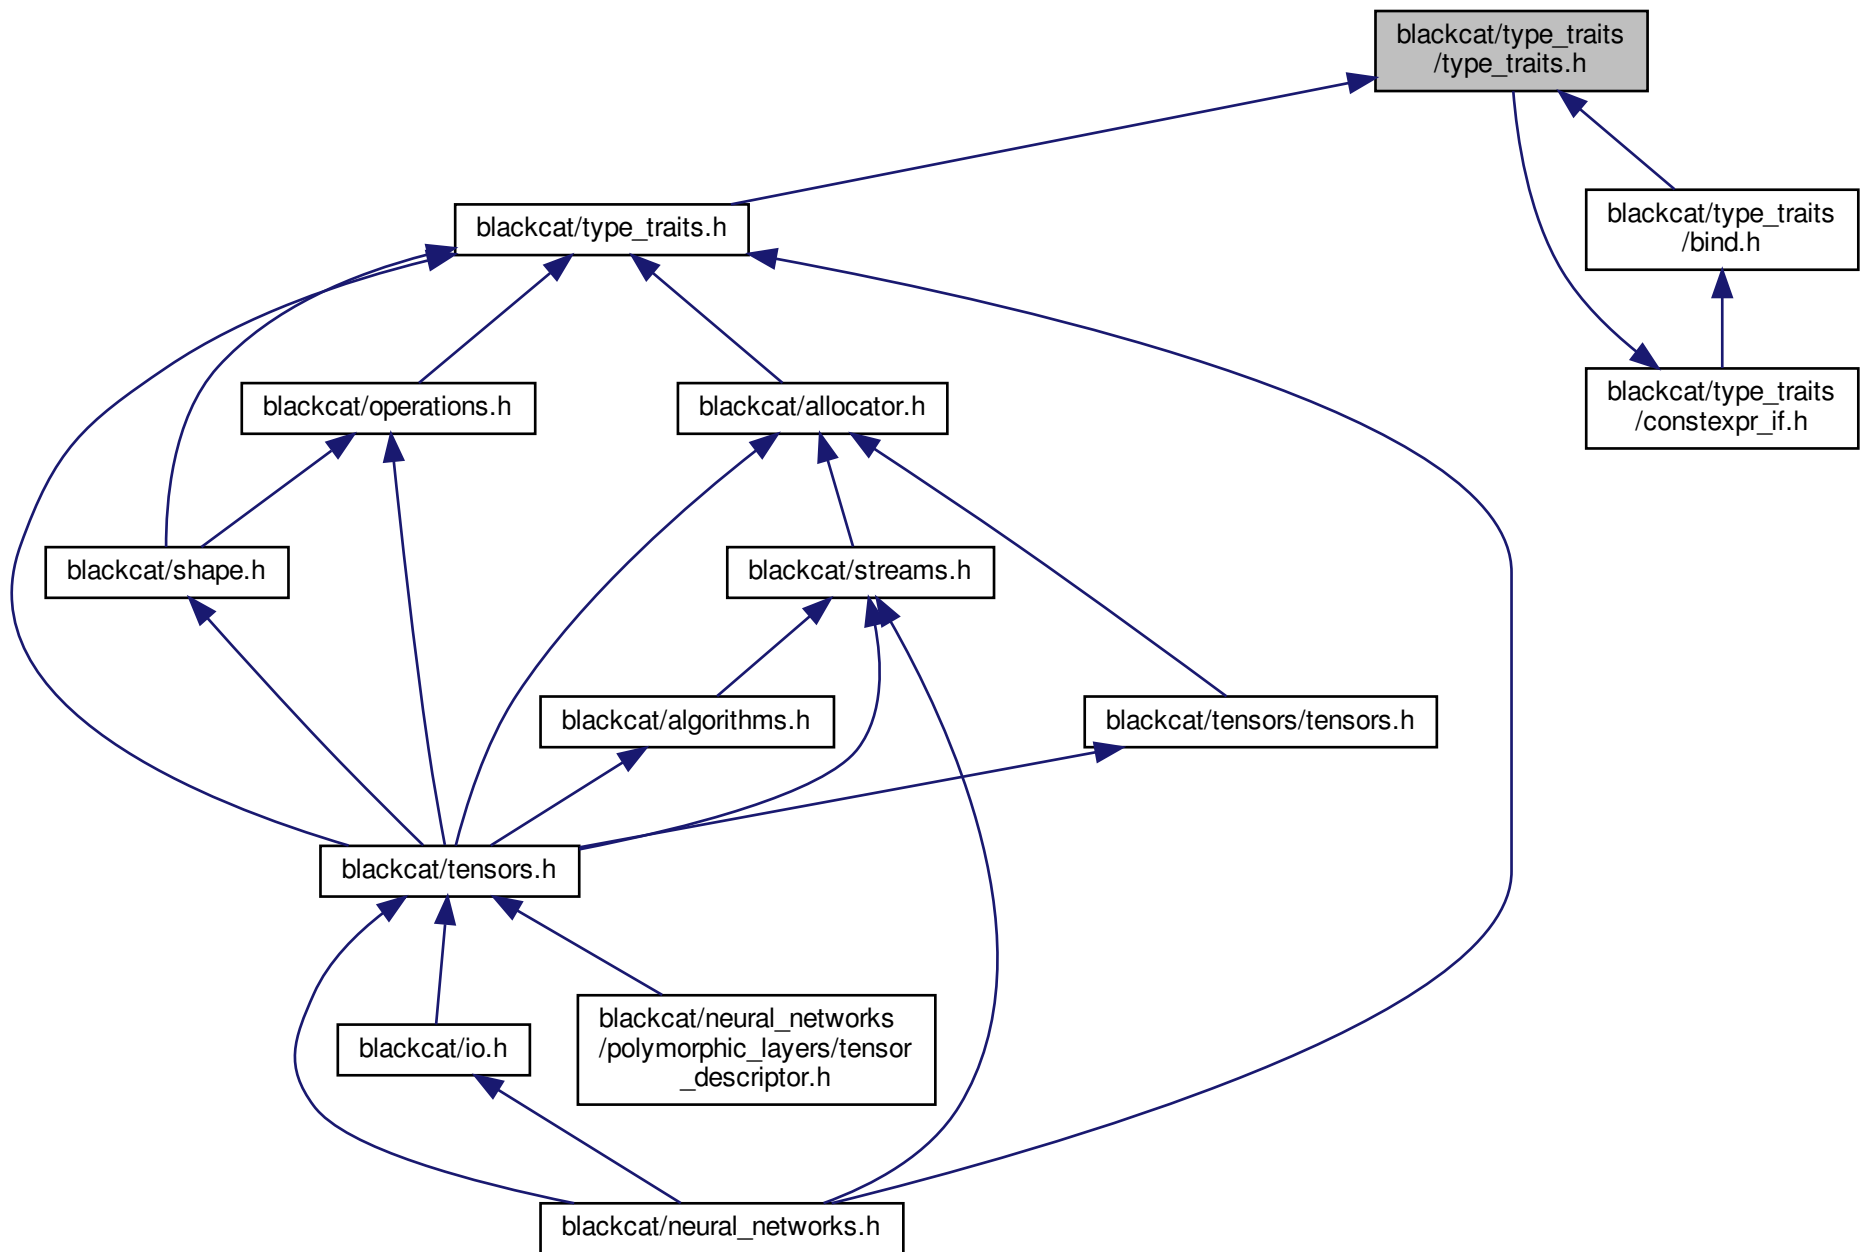 blackcat/type_traits
/type_traits.h
blackcat/type_traits.h
blackcat/type_traits
/bind.h
blackcat/operations.h
blackcat/allocator.h
blackcat/type_traits
/constexpr_if.h
blackcat/shape.h
blackcat/streams.h
blackcat/algorithms.h
blackcat/tensors/tensors.h
blackcat/tensors.h
blackcat/io.h
blackcat/neural_networks
/polymorphic_layers/tensor
_descriptor.h
blackcat/neural_networks.h